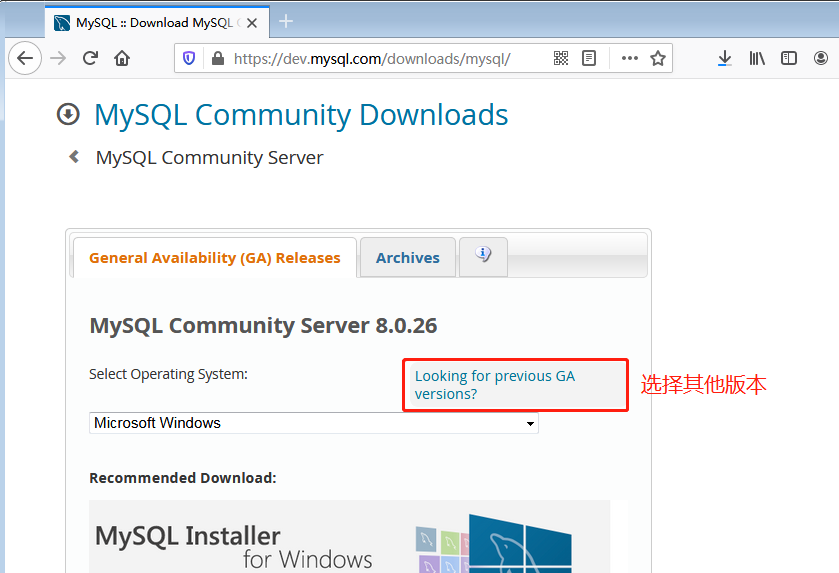 MySQL :: Download MySQL C
https://dev.mysql.com/downloads/mysql/
MySQL Community Downloads
MySQL Community Server
General Availability (GA) Releases
Archives
MySQL Community Server 8.0.26
Select Operating System:
Looking for previous GA
versions?
选择其他版本
Microsoft Windows
Recommended Download:
MySQL Installer
for Windows